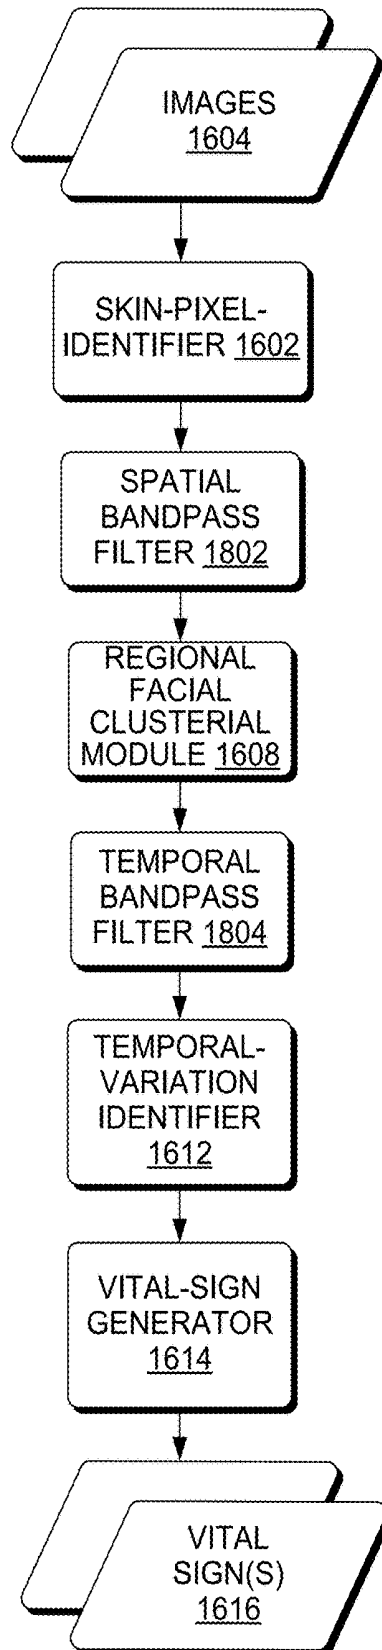 IMAGES
1604
SKIN-PIXEL-
IDENTIFIER 1602
SPATIAL
BANDPASS
FILTER 1802
REGIONAL
FACIAL
CLUSTERIAL
MODULE 1608
TEMPORAL
BANDPASS
FILTER 1804
TEMPORAL-
VARIATION
IDENTIFIER
1612
VITAL-SIGN
GENERATOR
1614
VITAL
SIGN(S)
1616